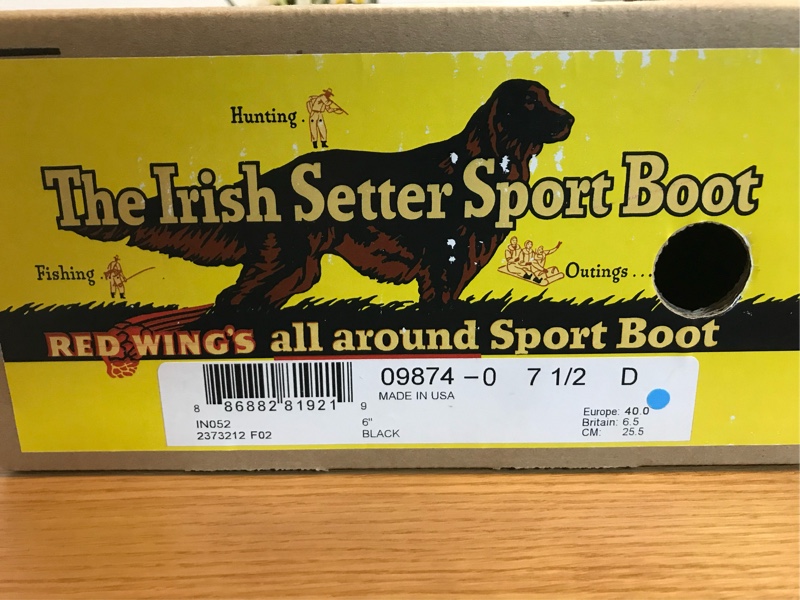 Hunting .
The Irish Setter Sport Boot
Fishing
Outings ...
RED WING'S all around Sport Boot
09874-0 7 1/2 D
MADE IN USA
8 86882 81921 9
IN052
2373212 F02
6"
BLACK
Europe: 40.0
Britain: 6.5
CM: 25.5